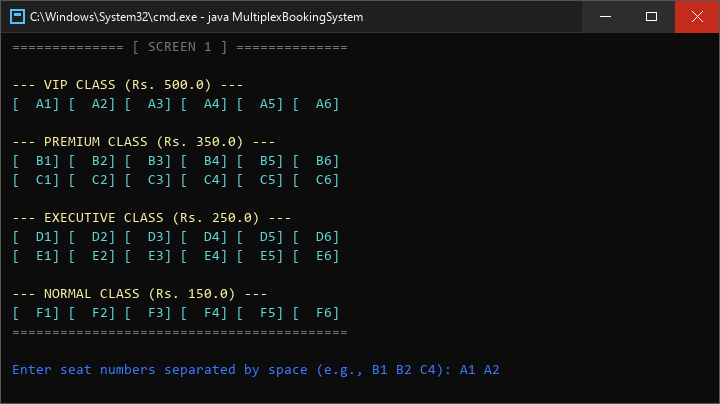 C:\Windows\System32\cmd.exe - java MultiplexBookingSystem
============== [ SCREEN 1 ] ==============
--- VIP CLASS (Rs. 500.0) ---
[  A1] [  A2] [  A3] [  A4] [  A5] [  A6]
--- PREMIUM CLASS (Rs. 350.0) ---
[  B1] [  B2] [  B3] [  B4] [  B5] [  B6]
[  C1] [  C2] [  C3] [  C4] [  C5] [  C6]
--- EXECUTIVE CLASS (Rs. 250.0) ---
[  D1] [  D2] [  D3] [  D4] [  D5] [  D6]
[  E1] [  E2] [  E3] [  E4] [  E5] [  E6]
--- NORMAL CLASS (Rs. 150.0) ---
[  F1] [  F2] [  F3] [  F4] [  F5] [  F6]
==========================================
Enter seat numbers separated by space (e.g., B1 B2 C4): A1 A2